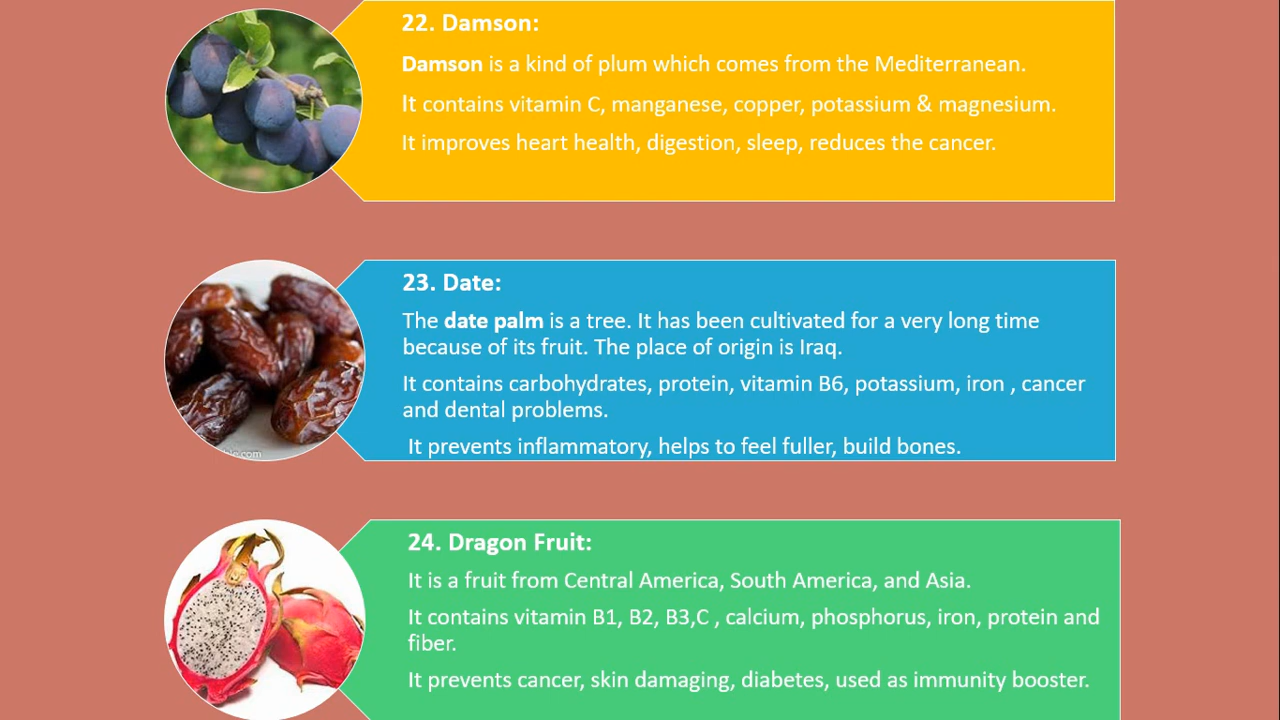 22. Damson:
Damson is a kind of plum which comes from the Mediterranean.
It contains vitamin C, manganese, copper, potassium & magnesium.
It improves heart health, digestion, sleep, reduces the cancer.
23. Date:
The date palm is a tree. It has been cultivated for a very long time
because of its fruit. The place of origin is Iraq.
It contains carbohydrates, protein, vitamin B6, potassium, iron , cancer
and dental problems.
It prevents inflammatory, helps to feel fuller, build bones.
24. Dragon Fruit:
It is a fruit from Central America, South America, and Asia.
It contains vitamin B1, B2, B3,C , calcium, phosphorus, iron, protein and
fiber.
It prevents cancer, skin damaging, diabetes, used as immunity booster.